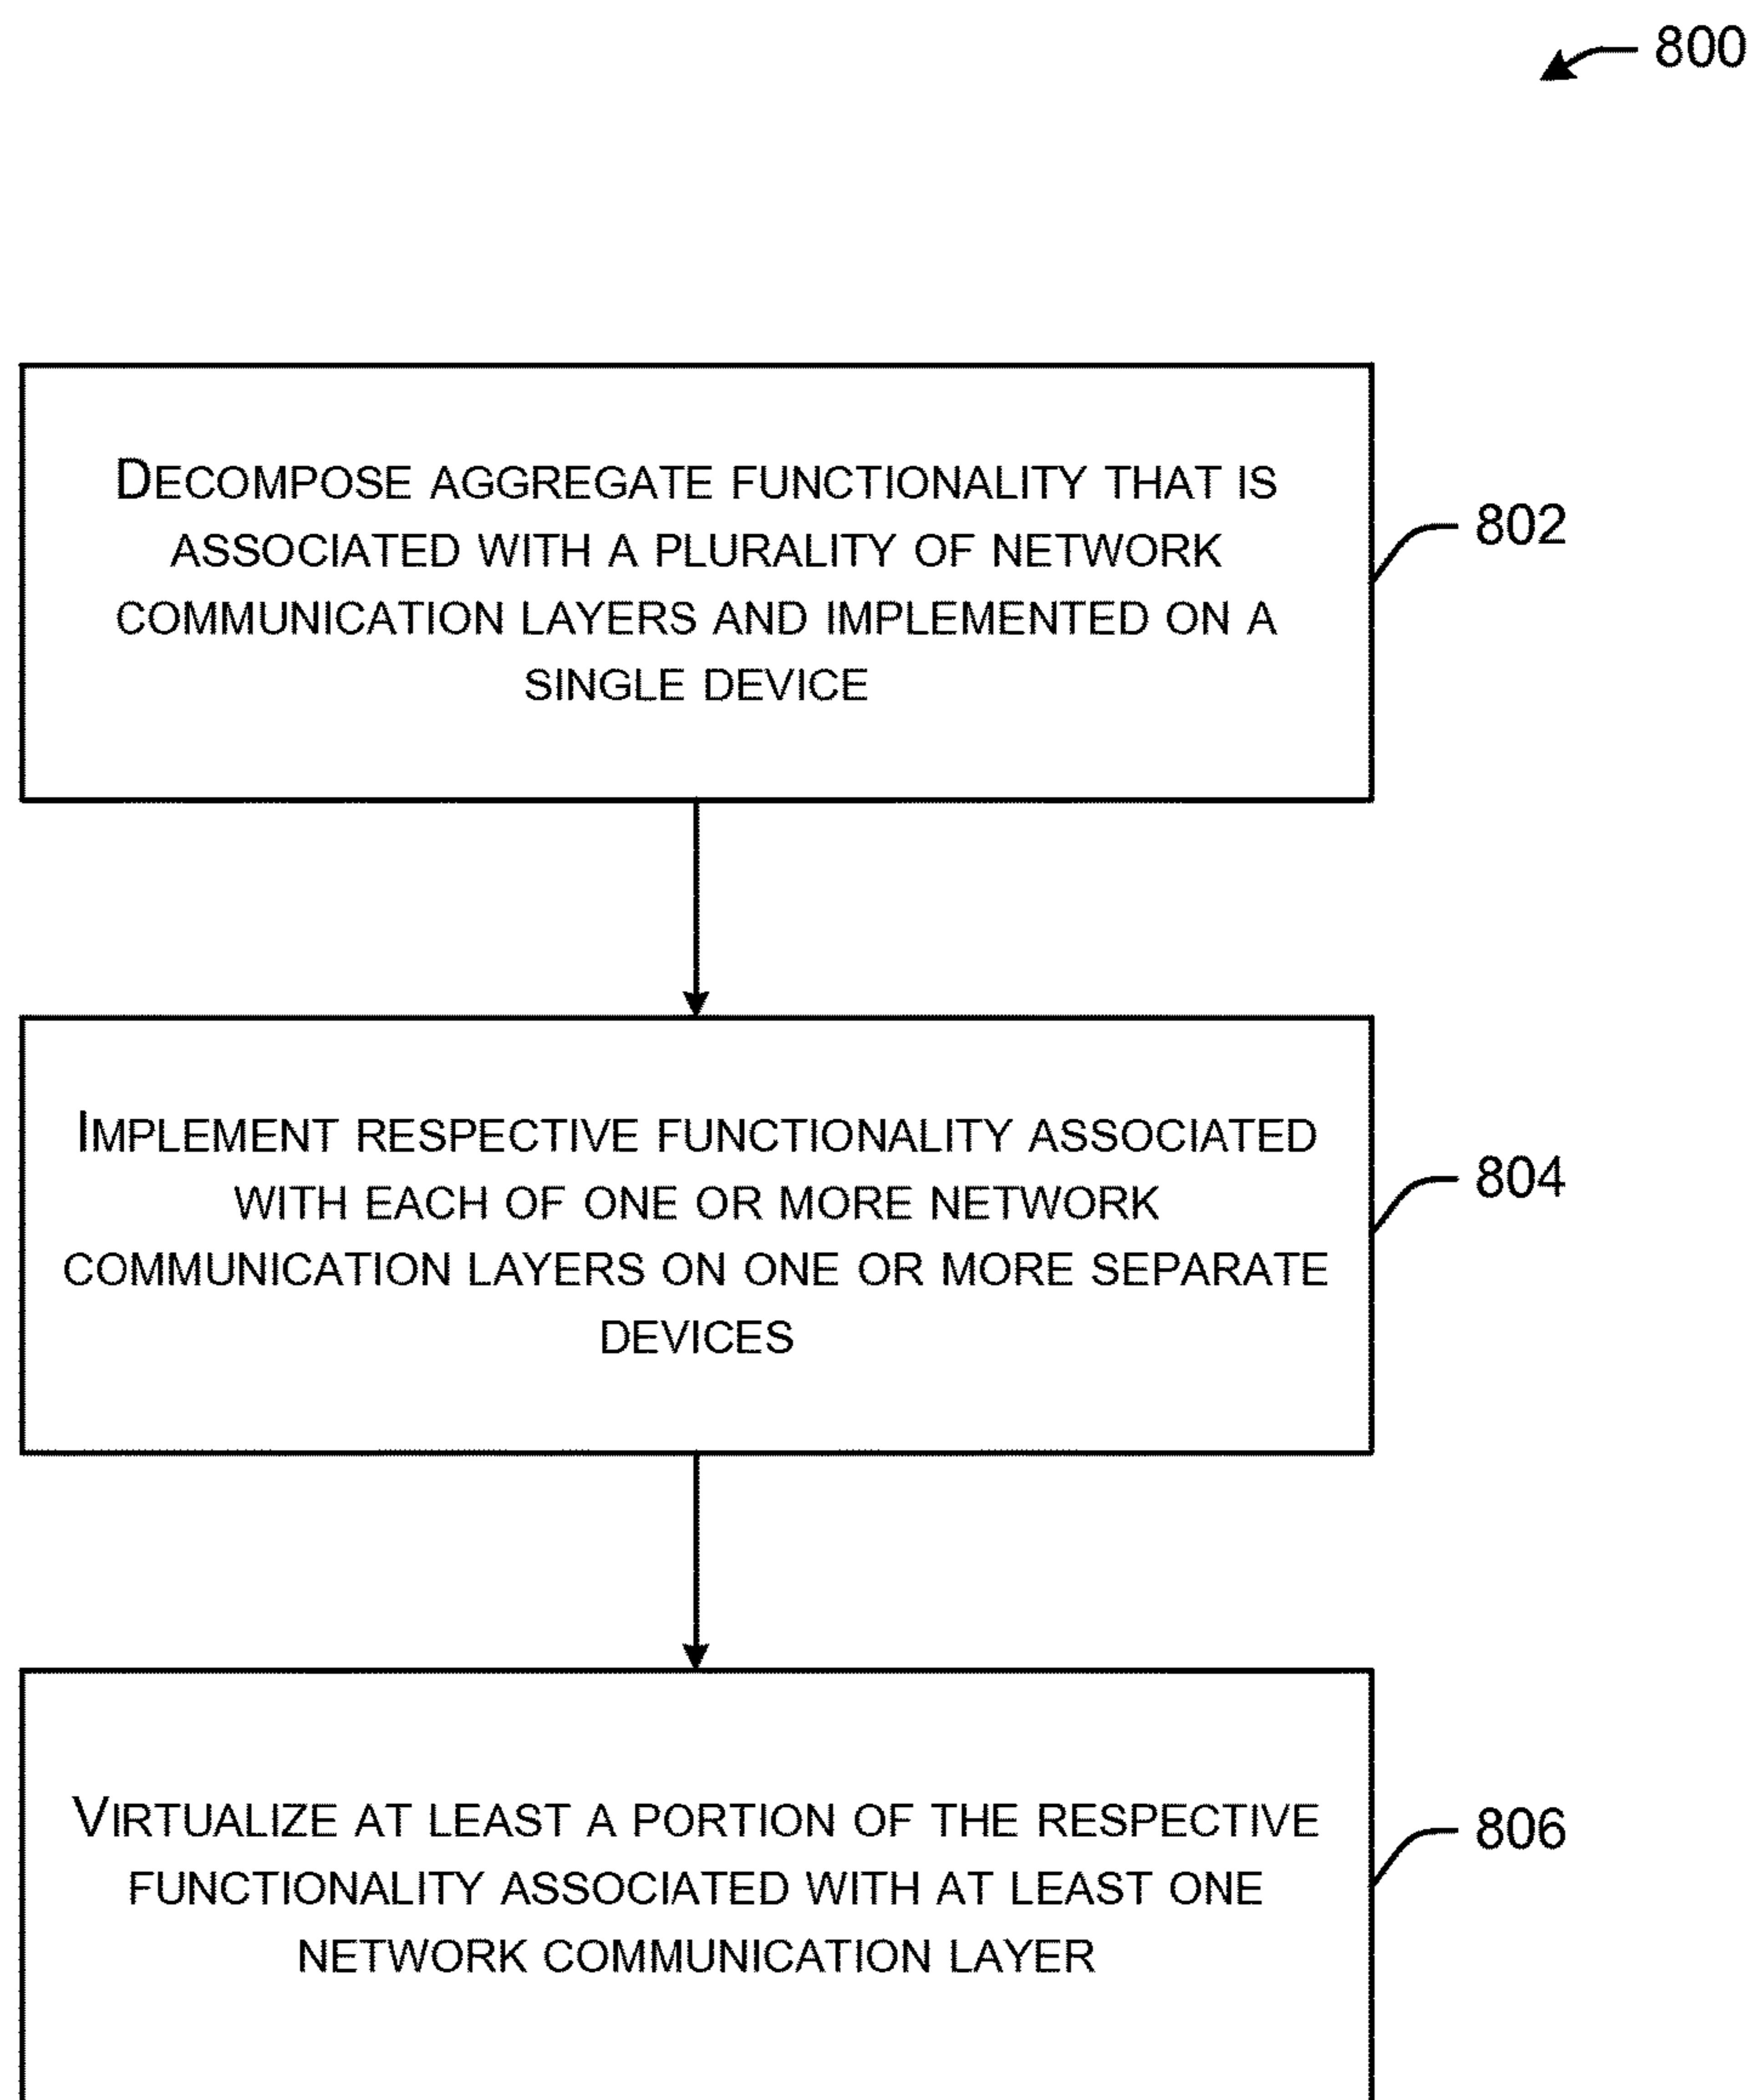 800
DECOMPOSE AGGREGATE FUNCTIONALITY THAT IS
ASSOCIATED WITH A PLURALITY OF NETWORK
COMMUNICATION LAYERS AND IMPLEMENTED ON A
SINGLE DEVICE
802
IMPLEMENT RESPECTIVE FUNCTIONALITY ASSOCIATED
WITH EACH OF ONE OR MORE NETWORK
COMMUNICATION LAYERS ON ONE OR MORE SEPARATE
DEVICES
804
VIRTUALIZE AT LEAST A PORTION OF THE RESPECTIVE
FUNCTIONALITY ASSOCIATED WITH AT LEAST ONE
NETWORK COMMUNICATION LAYER
806